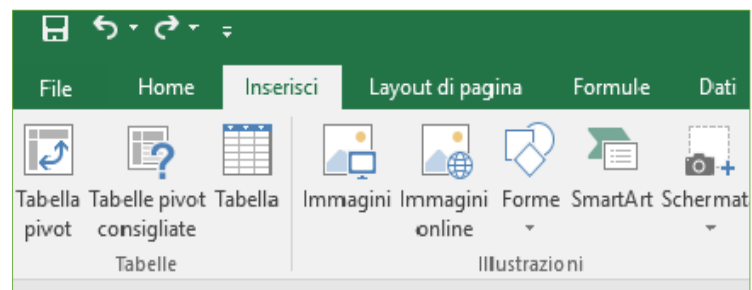 File Home Inserisci Layout di pagina Formule Dati
Tabella pivot Tabelle pivot consigliate Tabella Immagini Immagini online Forme SmartArt Schermat
Tabelle Illustrazioni